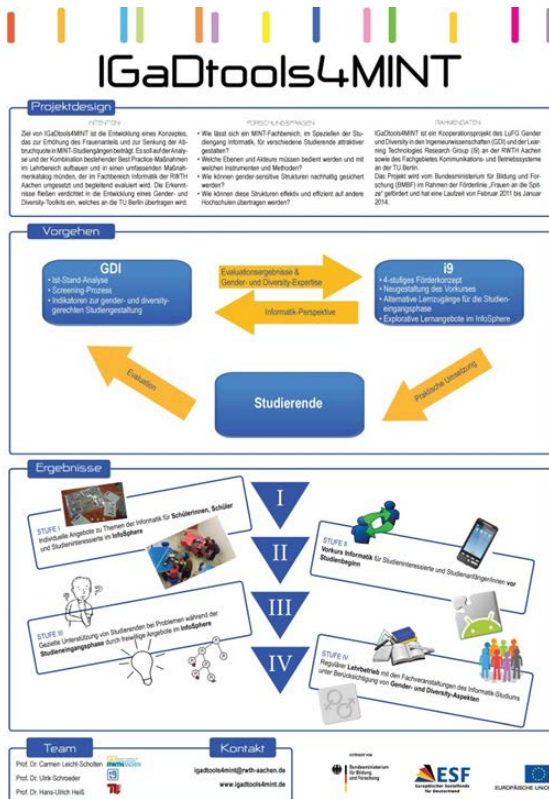 IGaDtools4MINT
Projektdesign
INTENTION
Ziel von IGaDtools4MINT ist die Entwicklung eines Konzeptes,
das zur Erhöhung des Frauenanteils und zur Senkung der Ab-
bruchquote in MINT-Studiengängen beiträgt. Es soll auf der Analy-
se und der Kombination bestehender Best Practice-Maßnahmen
im Lehrbetrieb aufbauen und in einen umfassenden Maßnah-
menkatalog münden, der im Fachbereich Informatik der RWTH
Aachen umgesetzt und begleitend evaluiert wird. Die Erkennt-
nisse fließen verdichtet in die Entwicklung eines Gender- und
Diversity-Toolkits ein, welches an die TU Berlin übertragen wird.
FORSCHUNGSFRAGEN
• Wie lässt sich ein MINT-Fachbereich, im Speziellen der Stu-
diengang Informatik, für verschiedene Studierende attraktiver
gestalten?
• Welche Ebenen und Akteure müssen bedient werden und mit
welchen Instrumenten und Methoden?
• Wie können gender-sensitive Strukturen nachhaltig gesichert
werden?
• Wie können diese Strukturen effektiv und effizient auf andere
Hochschulen übertragen werden?
RAHMENDATEN
IGaDtools4MINT ist ein Kooperationsprojekt des LuFG Gender
und Diversity in den Ingenieurwissenschaften (GDI) und der Lear-
ning Technologies Research Group (i9) an der RWTH Aachen
sowie des Fachgebietes Kommunikations- und Betriebssysteme
an der TU Berlin.
Das Projekt wird vom Bundesministerium für Bildung und For-
schung (BMBF) im Rahmen der Förderlinie „Frauen an die Spit-
ze" gefördert und hat eine Laufzeit von Februar 2011 bis Januar
2014.
Vorgehen
GDI
• Ist-Stand-Analyse
• Screening-Prozess
• Indikatoren zur gender- und diversity-
gerechten Studiengestaltung
Evaluationsergebnisse &
Gender- und Diversity-Expertise
Informatik-Perspektive
i9
• 4-stufiges Förderkonzept
• Neugestaltung des Vorkurses
• Alternative Lernzugänge für die Studien-
eingangsphase
• Explorative Lernangebote im InfoSphere
Evaluation
Studierende
Praktische Umsetzung
Ergebnisse
STUFE I
Individuelle Angebote zu Themen der Informatik für Schülerinnen, Schüler
und Studieninteressierte im InfoSphere
I
STUFE II
Vorkurs Informatik für Studieninteressierte und StudienanfängerInnen vor
Studienbeginn
II
STUFE III
Gezielte Unterstützung von Studierenden bei Problemen während der
Studieneingangsphase durch freiwillige Angebote im InfoSphere
III
STUFE IV
Regulärer Lehrbetrieb mit den Fachveranstaltungen des Informatik-Studiums
unter Berücksichtigung von Gender- und Diversity-Aspekten
IV
Team
Prof. Dr. Carmen Leicht-Scholten
Prof. Dr. Ulrik Schroeder
Prof. Dr. Hans-Ulrich Heiß
Kontakt
igadtools4mint@rwth-aachen.de
www.igadtools4mint.de
Bundesministerium
für Bildung
und Forschung
ESF
Europäischer Sozialfonds
für Deutschland
EUROPÄISCHE UNION